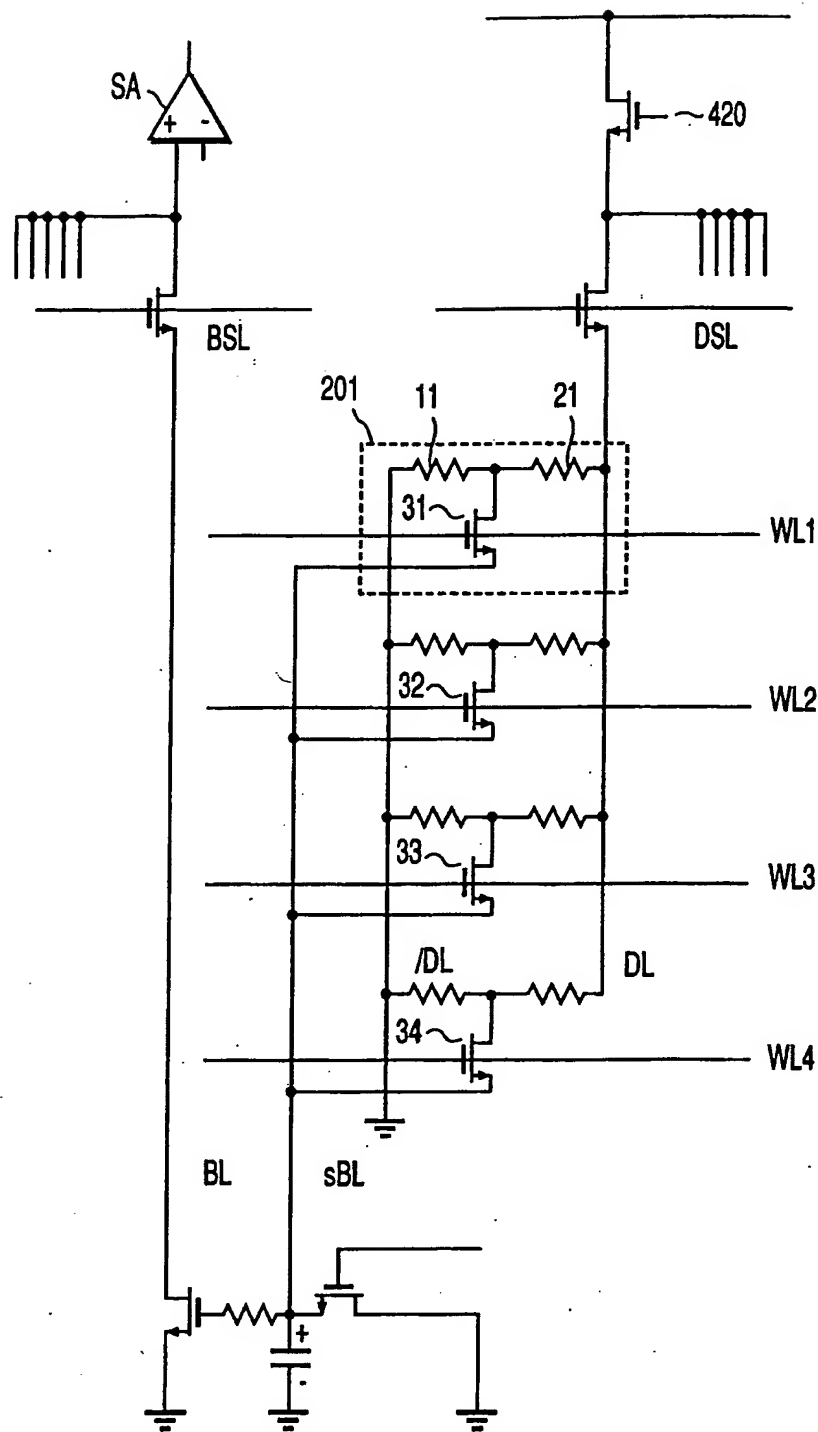 SA
+ -
420
BSL
DSL
201
11
21
31
WL1
32
WL2
33
WL3
/DL
DL
34
WL4
BL
sBL
+
-